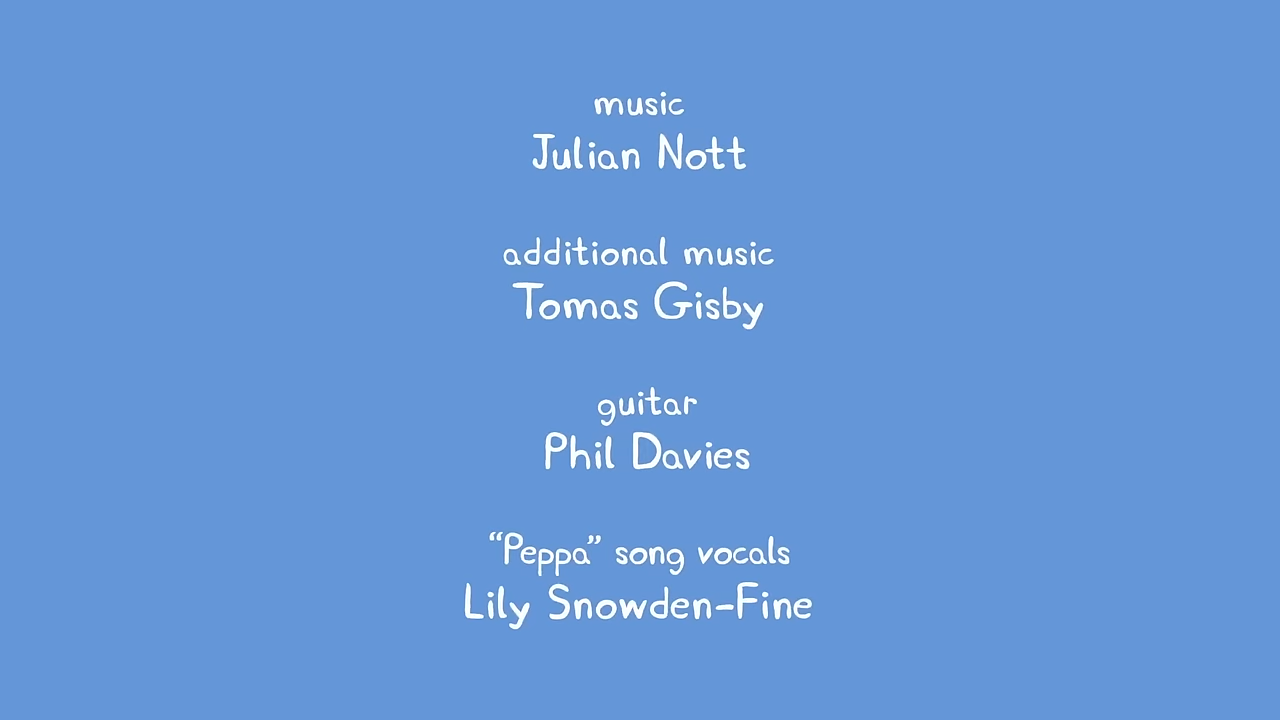 music
Julian Nott
additional music
Tomas Gisby
guitar
Phil Davies
“Peppa” song vocals
Lily Snowden-Fine